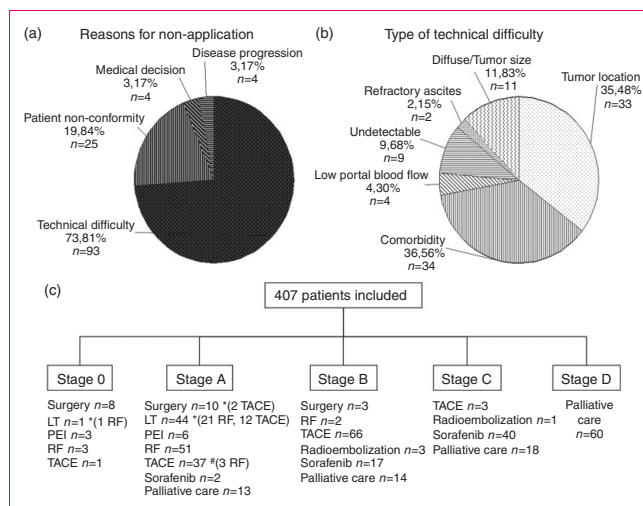 (a)
Reasons for non-application
Disease progression
3,17%
n=4
Medical decision
3,17%
n=4
Patient non-conformity
19,84%
n=25
Technical difficulty
73,81%
n=93
(b)
Type of technical difficulty
Diffuse/Tumor size
11,83%
n=11
Tumor location
35,48%
n=33
Refractory ascites
2,15%
n=2
Undetectable
9,68%
n=9
Low portal blood flow
4,30%
n=4
Comorbidity
36,56%
n=34
(c)
407 patients included
Stage 0
Surgery n=8
LT n=1 *(1 RF)
PEI n=3
RF n=3
TACE n=1
Stage A
Surgery n=10 *(2 TACE)
LT n=44 *(21 RF, 12 TACE)
PEI n=6
RF n=51
TACE n=37 #(3 RF)
Sorafenib n=2
Palliative care n=13
Stage B
Surgery n=3
RF n=2
TACE n=66
Radioembolization n=3
Sorafenib n=17
Palliative care n=14
Stage C
TACE n=3
Radioembolization n=1
Sorafenib n=40
Palliative care n=18
Stage D
Palliative
care
n=60